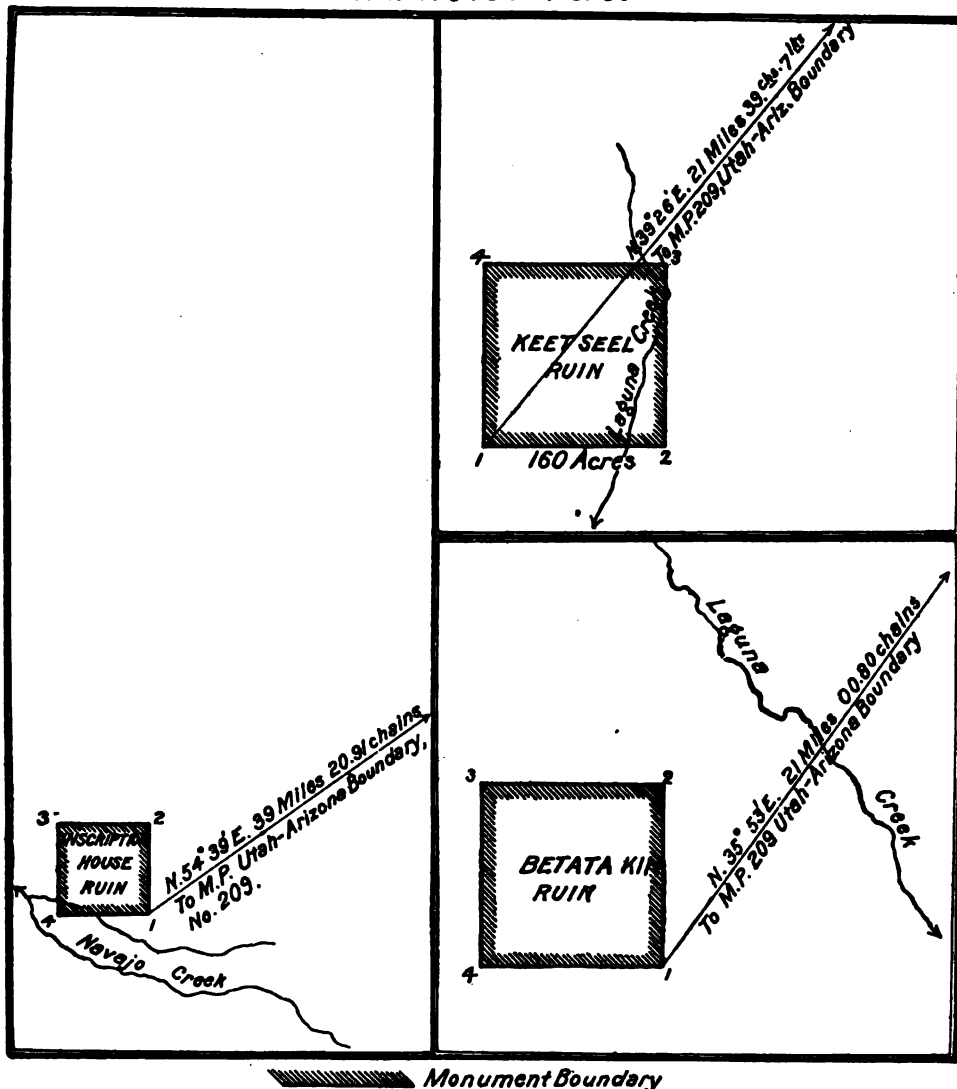 N.39°26'E. 21 Miles 39.chs.7lks
To M.P.209,Utah-Ariz. Boundary
4
3
KEET SEEL
RUIN
Laguna Creek
1
160 Acres
2
Laguna
Creek
N. 35° 53'E. 21 Miles 00.80 chains
To M.P. 209 Utah-Arizona Boundary
3
2
BETATA KIN
RUIN
4
1
N.54°39'E. 39 Miles 20.91 chains
To M.P. Utah-Arizona Boundary,
No. 209.
3
2
INSCRIPTION
HOUSE
RUIN
1
Navajo Creek
Monument Boundary